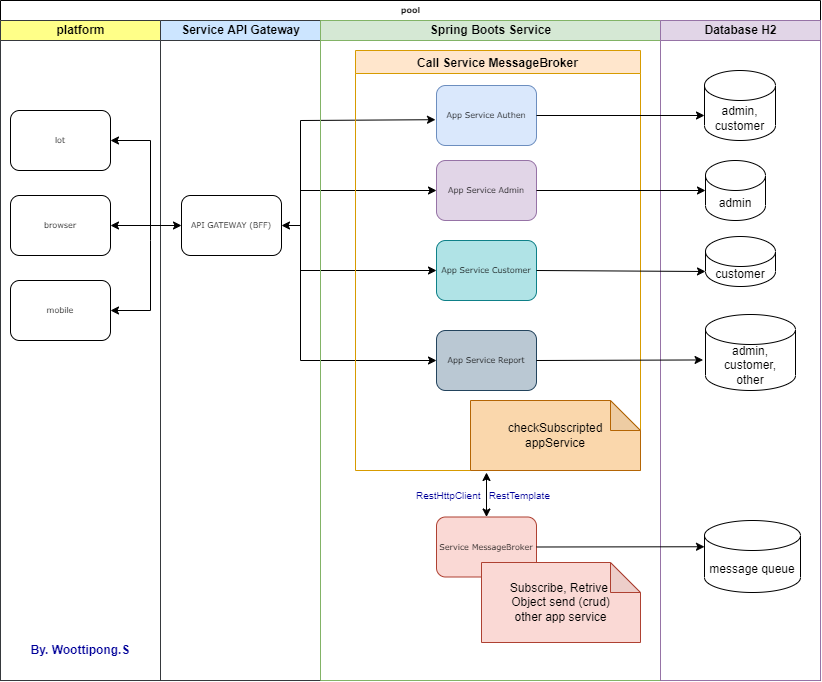 pool
platform
Service API Gateway
Spring Boots Service
Database H2
Call Service MessageBroker
Iot
browser
mobile
API GATEWAY (BFF)
App Service Authen
App Service Admin
App Service Customer
App Service Report
admin,
customer
admin
customer
admin,
customer,
other
checkSubscripted
appService
RestHttpClient
RestTemplate
Service MessageBroker
Subscribe, Retrive
Object send (crud)
other app service
message queue
By. Woottipong.S